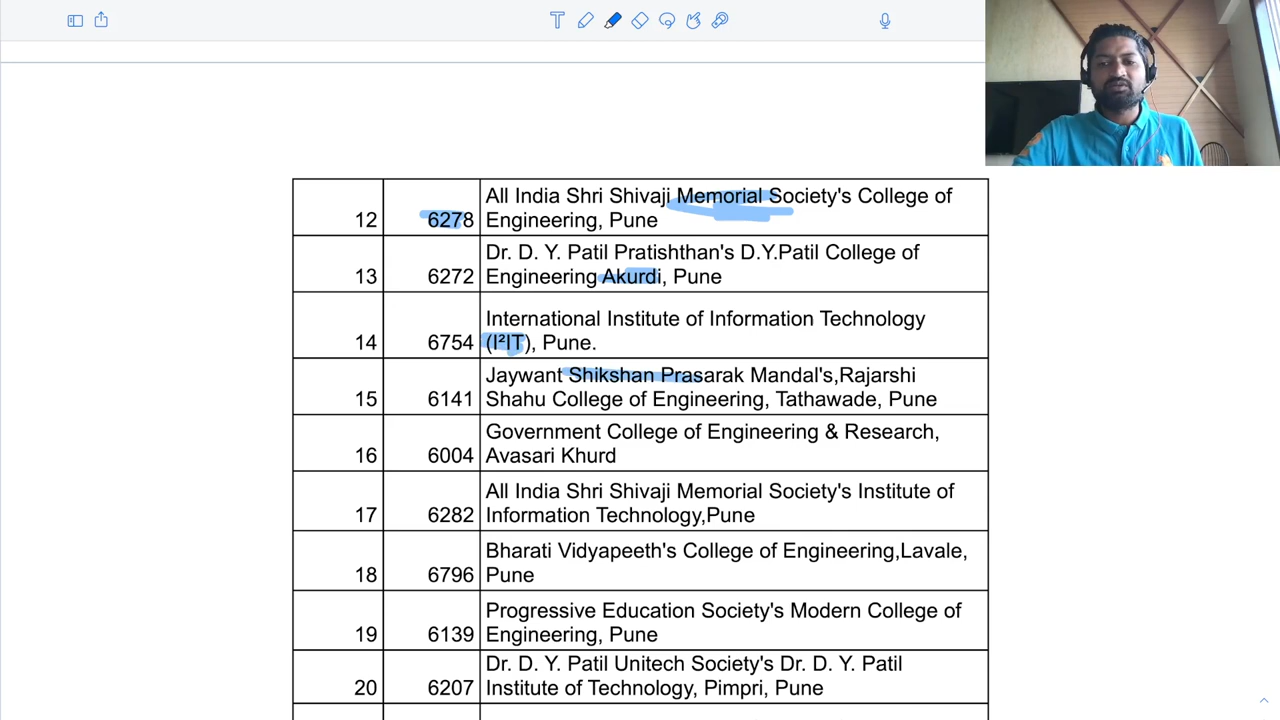 12 6278 All India Shri Shivaji Memorial Society's College of
Engineering, Pune
13 6272 Dr. D. Y. Patil Pratishthan's D.Y.Patil College of
Engineering Akurdi, Pune
14 6754 International Institute of Information Technology
(I²IT), Pune.
15 6141 Jaywant Shikshan Prasarak Mandal's,Rajarshi
Shahu College of Engineering, Tathawade, Pune
16 6004 Government College of Engineering & Research,
Avasari Khurd
17 6282 All India Shri Shivaji Memorial Society's Institute of
Information Technology,Pune
18 6796 Bharati Vidyapeeth's College of Engineering,Lavale,
Pune
19 6139 Progressive Education Society's Modern College of
Engineering, Pune
20 6207 Dr. D. Y. Patil Unitech Society's Dr. D. Y. Patil
Institute of Technology, Pimpri, Pune